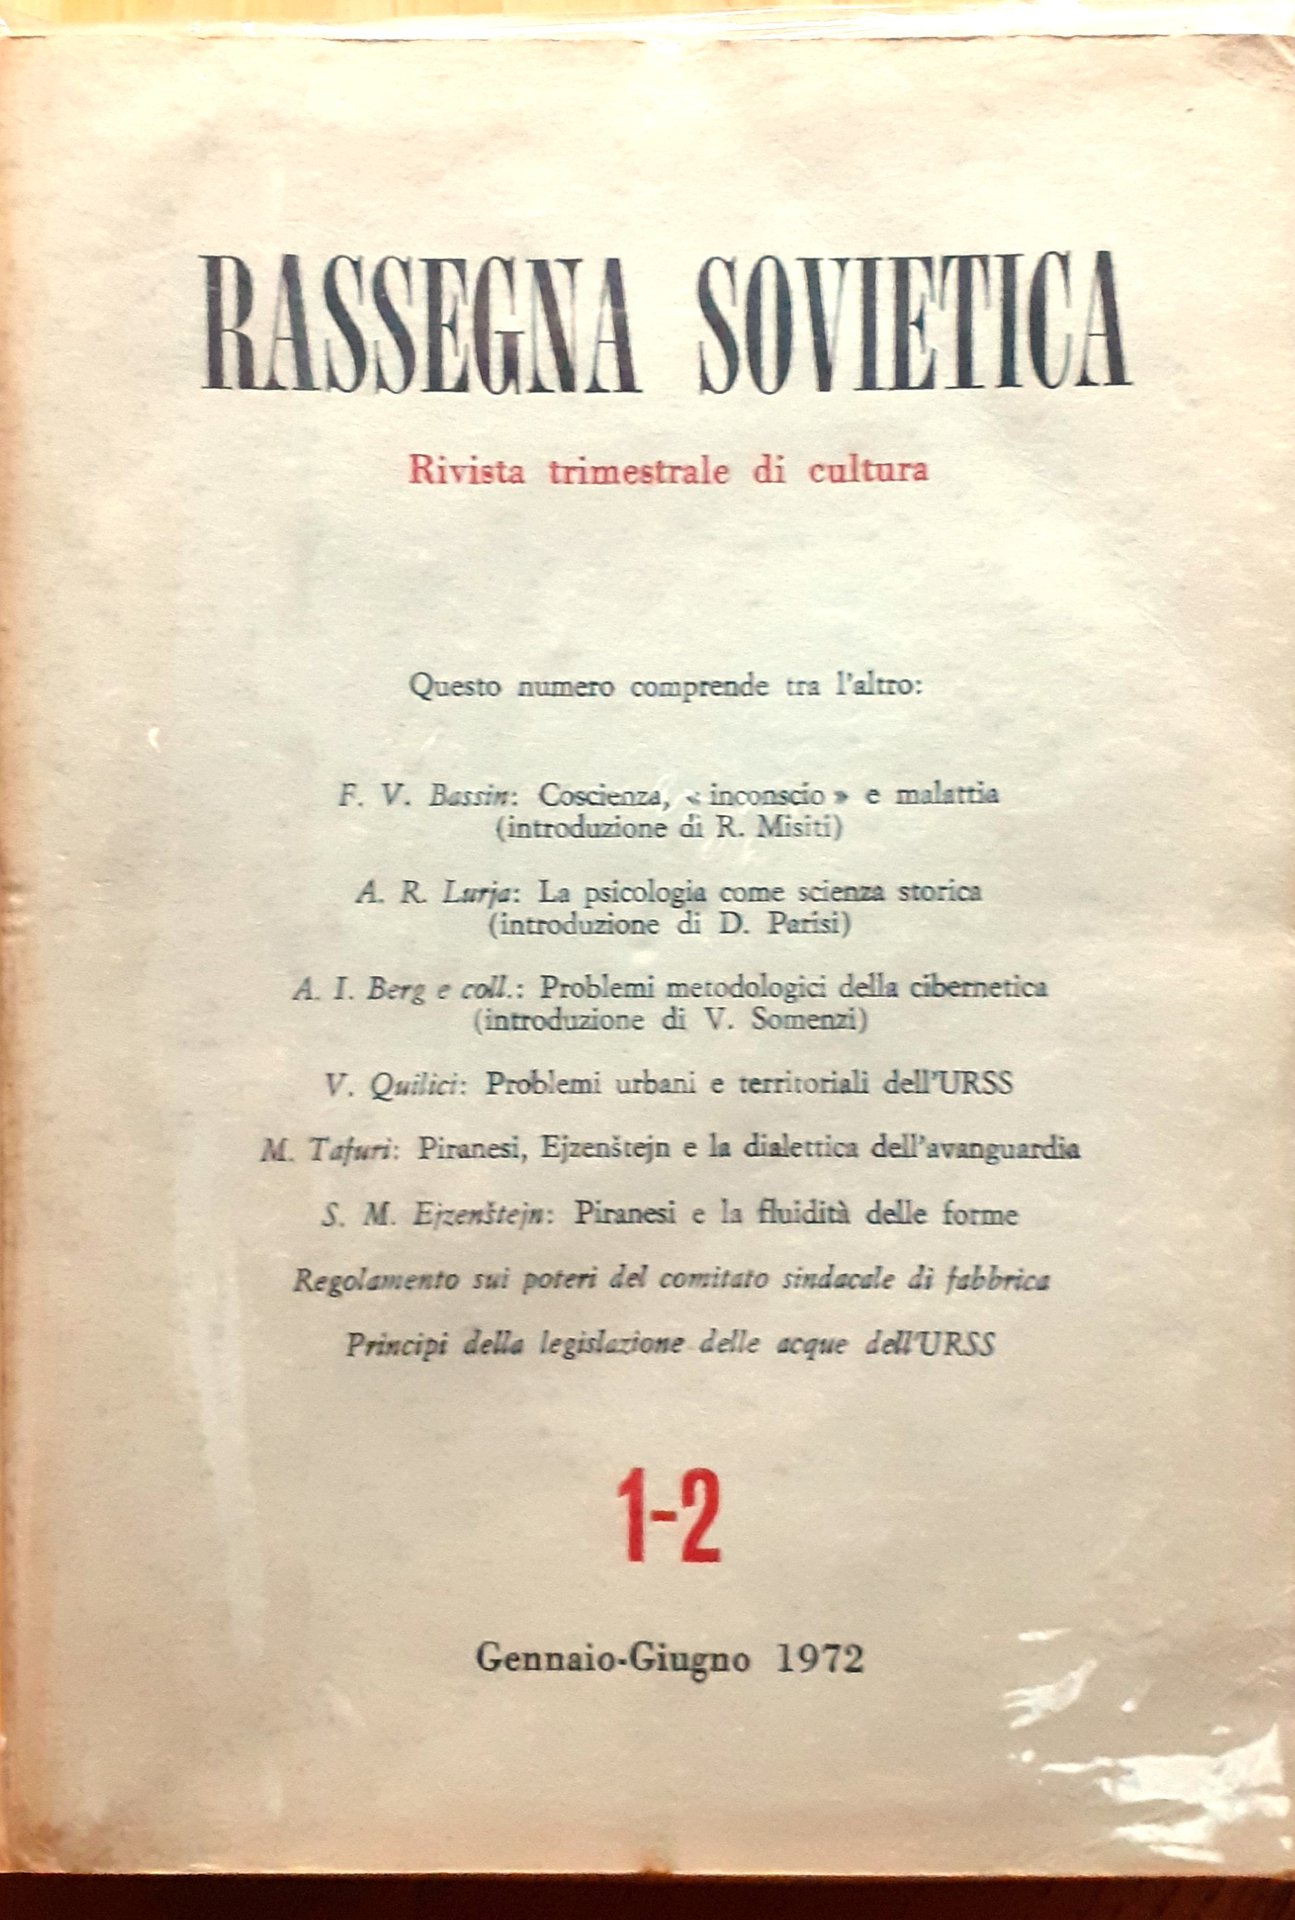 RASSEGNA SOVIETICA
Rivista trimestrale di cultura
Questo numero comprende tra l'altro:
F. V. Bassin: Coscienza, « inconscio » e malattia
(introduzione di R. Misiti)
A. R. Lurja: La psicologia come scienza storica
(introduzione di D. Parisi)
A. I. Berg e coll.: Problemi metodologici della cibernetica
(introduzione di V. Somenzi)
V. Quilici: Problemi urbani e territoriali dell'URSS
M. Tafuri: Piranesi, Ejzenštejn e la dialettica dell'avanguardia
S. M. Ejzenštejn: Piranesi e la fluidità delle forme
Regolamento sui poteri del comitato sindacale di fabbrica
Principi della legislazione delle acque dell'URSS
1-2
Gennaio-Giugno 1972